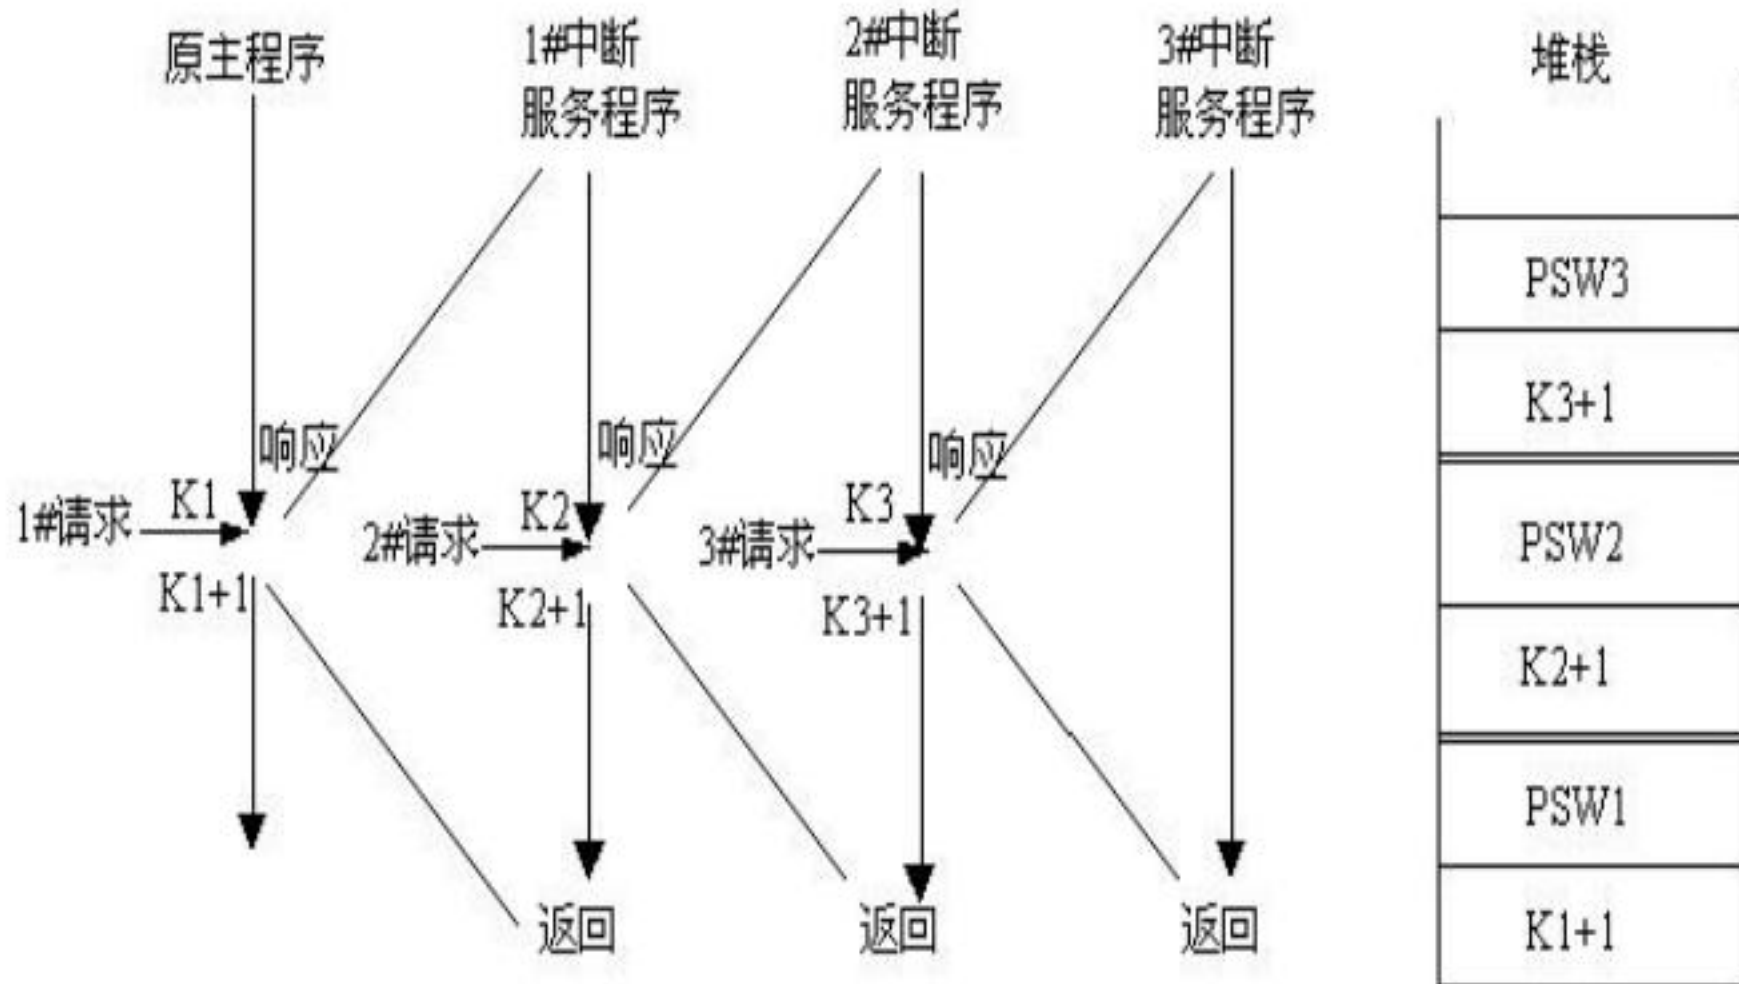 原主程序
1#中断
服务程序
2#中断
服务程序
3#中断
服务程序
堆栈
响应
响应
响应
1#请求
K1
2#请求
K2
3#请求
K3
K1+1
K2+1
K3+1
返回
返回
返回
PSW3
K3+1
PSW2
K2+1
PSW1
K1+1